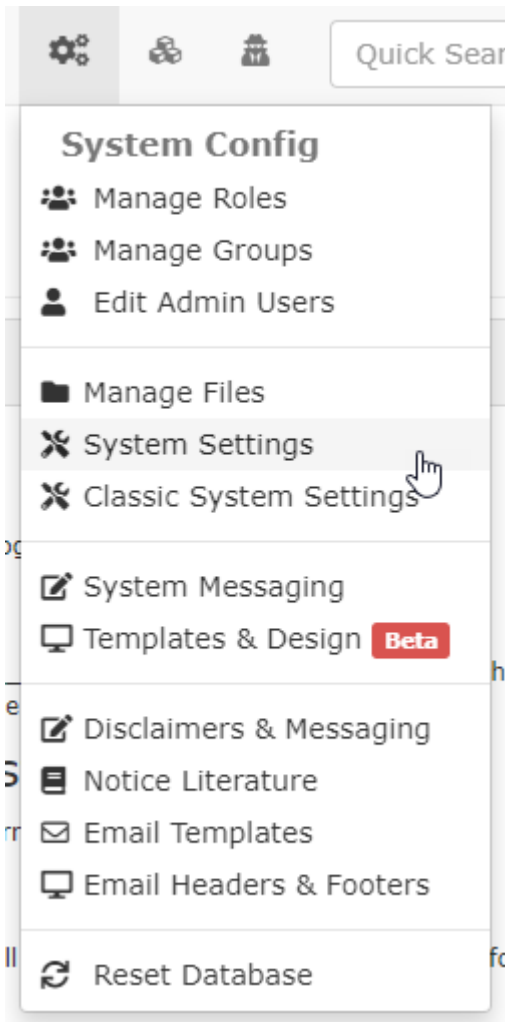 Quick Sear
System Config
Manage Roles
Manage Groups
Edit Admin Users
Manage Files
System Settings
Classic System Settings
System Messaging
Templates & Design Beta
Disclaimers & Messaging
Notice Literature
Email Templates
Email Headers & Footers
Reset Database